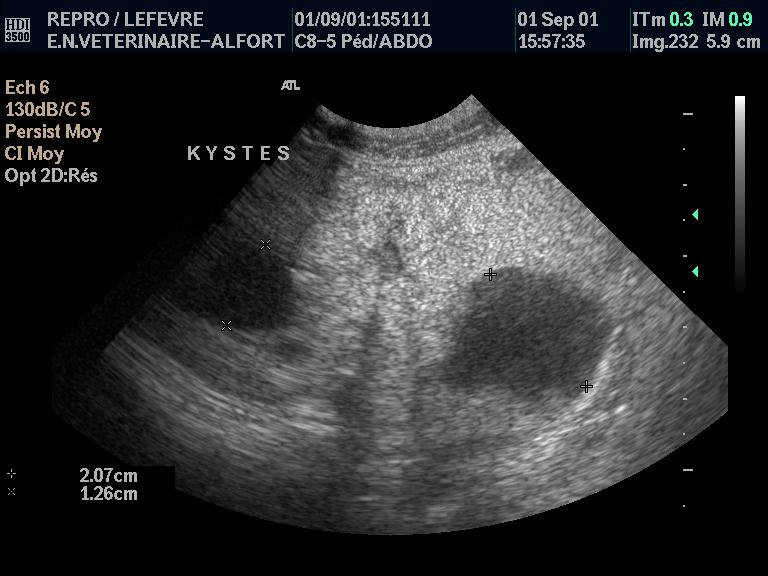 HDI
3500
REPRO / LEFEVRE
E.N.VETERINAIRE-ALFORT
01/09/01:155111
C8-5 Péd/ABDO
01 Sep 01
15:57:35
ITm 0.3 IM 0.9
Img.232 5.9 cm
Ech 6
130dB/C 5
Persist Moy
CI Moy
Opt 2D:Rés
ATL
KYSTES
2.07cm
1.26cm